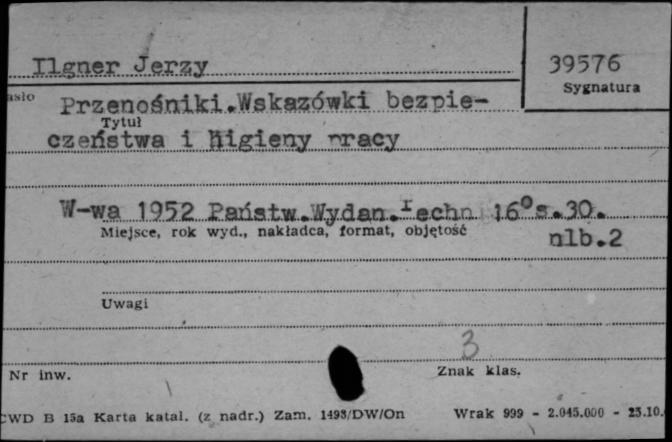 Ilgner Jerzy
39576
Sygnatura
asło
Przenośniki.Wskazówki bezpie-
Tytuł
czeństwa i higieny pracy
W-wa 1952 Państw.Wydan.Techn 16° s.30.
Miejsce, rok wyd., nakładca, format, objętość
nlb.2
Uwagi
3
Nr inw.
Znak klas.
CWD B 15a Karta katal. (z nadr.) Zam. 1493/DW/On Wrak 999 - 2.045.000 - 23.10.